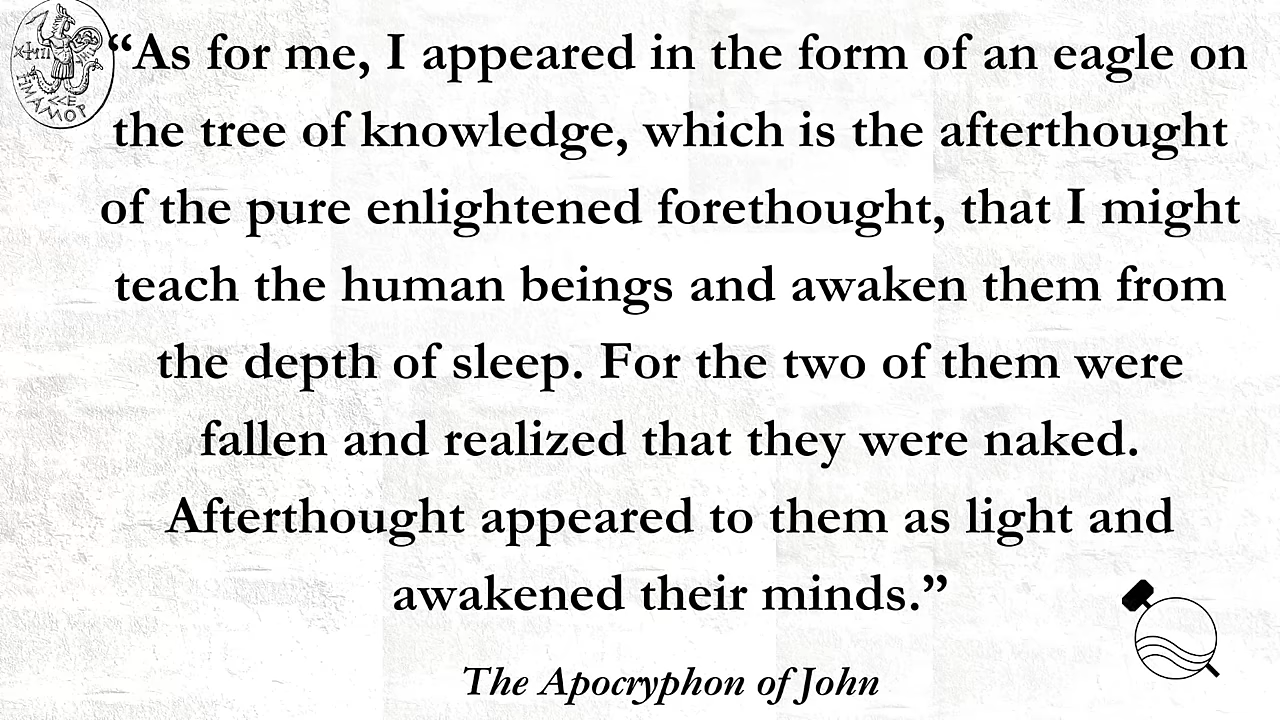 “As for me, I appeared in the form of an eagle on
the tree of knowledge, which is the afterthought
of the pure enlightened forethought, that I might
teach the human beings and awaken them from
the depth of sleep. For the two of them were
fallen and realized that they were naked.
Afterthought appeared to them as light and
awakened their minds.”
The Apocryphon of John